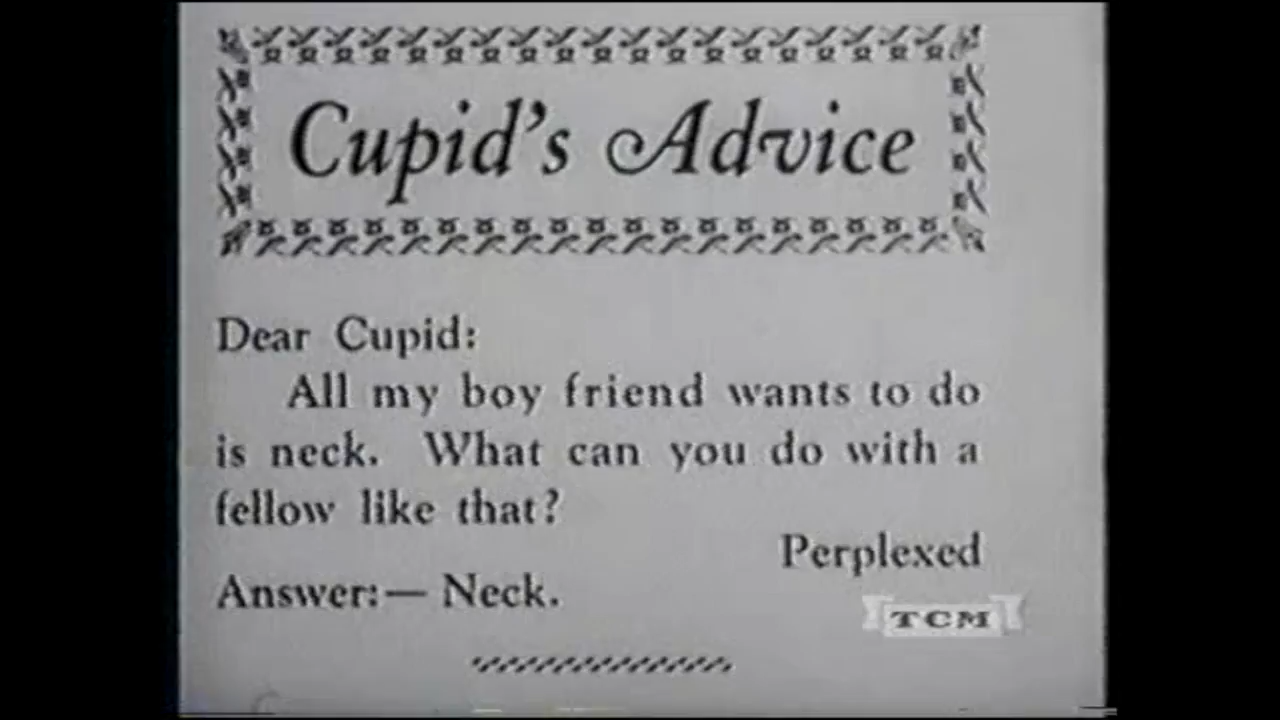 Cupid's Advice
Dear Cupid:
All my boy friend wants to do
is neck. What can you do with a
fellow like that?
Perplexed
Answer:— Neck.
TCM